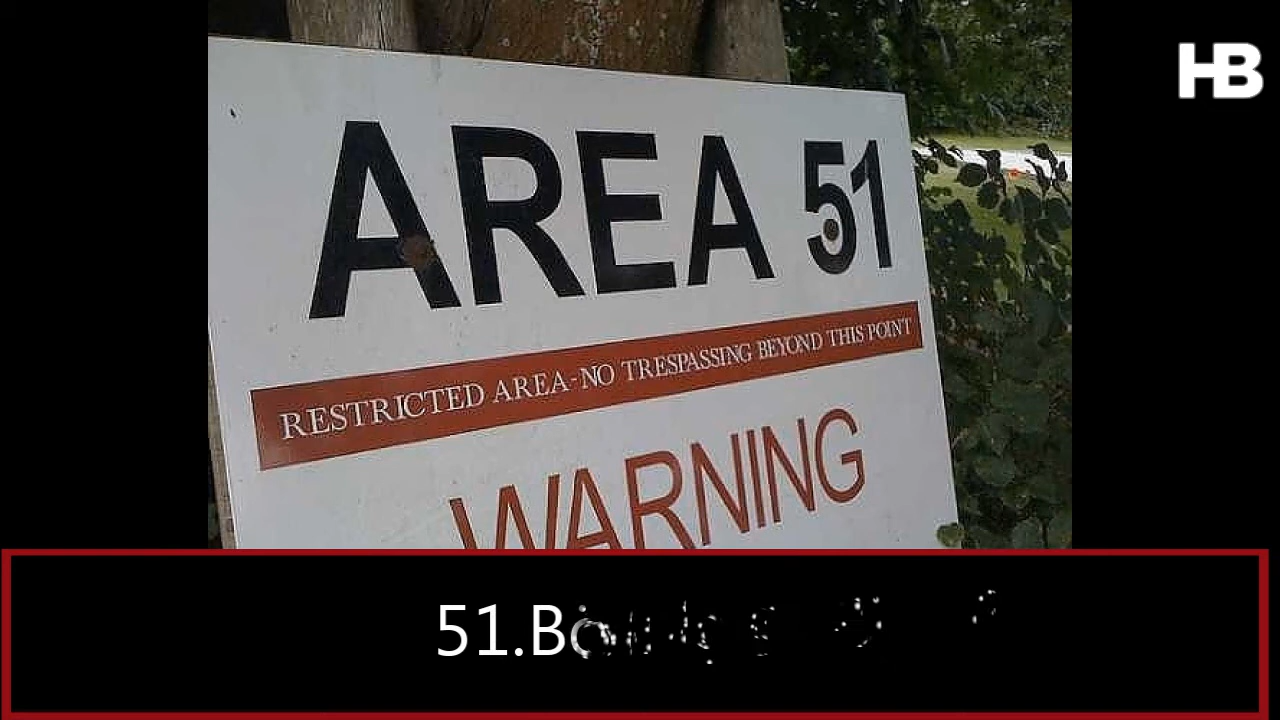 HB
AREA 51
RESTRICTED AREA-NO TRESPASSING BEYOND THIS POINT
WARNING